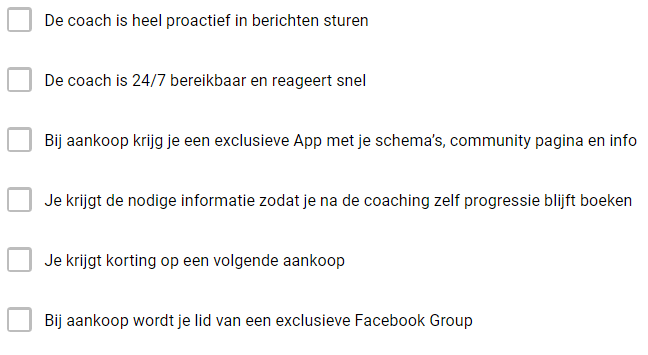 De coach is heel proactief in berichten sturen
De coach is 24/7 bereikbaar en reageert snel
Bij aankoop krijg je een exclusieve App met je schema’s, community pagina en info
Je krijgt de nodige informatie zodat je na de coaching zelf progressie blijft boeken
Je krijgt korting op een volgende aankoop
Bij aankoop wordt je lid van een exclusieve Facebook Group